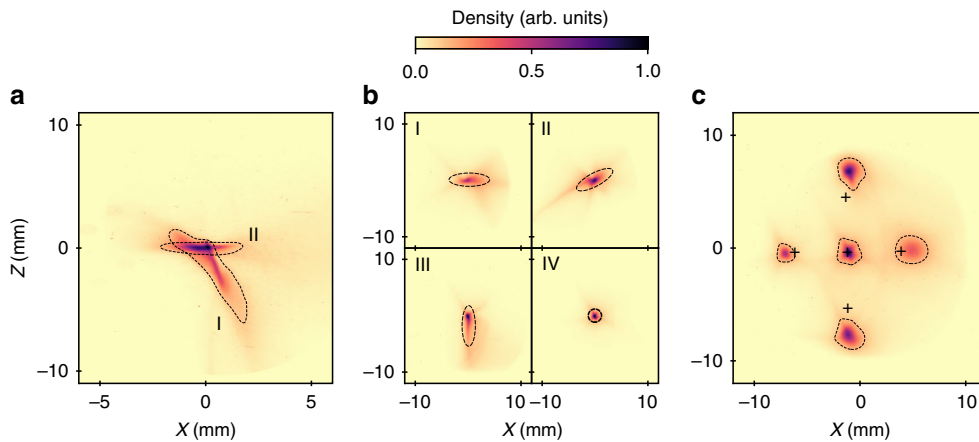 Density (arb. units)
0.0 0.5 1.0
a b c
10 10 10
I II
Z (mm)
0 II 0
I
−10
10
III IV
−10 −10 −10
−5 0 5 −10 10 −10 10 −10 0 10
X (mm) X (mm) X (mm)